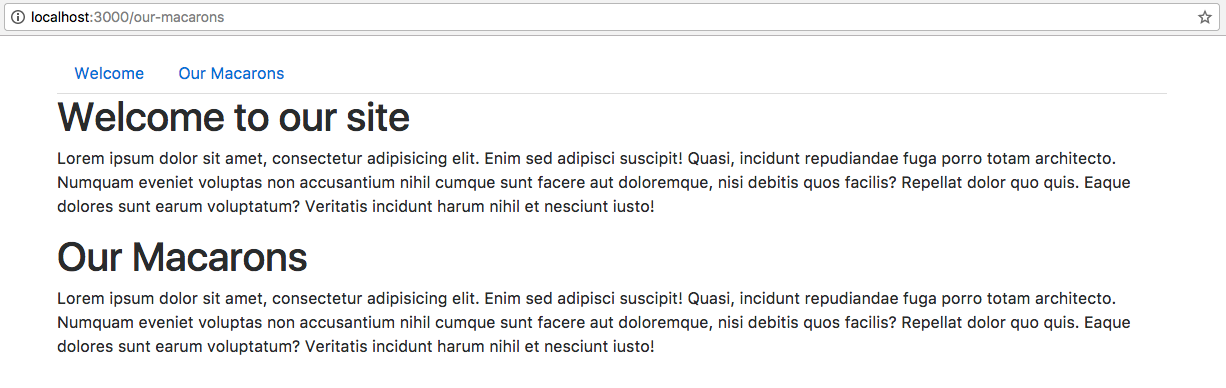 localhost:3000/our-macarons
Welcome Our Macarons
Welcome to our site
Lorem ipsum dolor sit amet, consectetur adipisicing elit. Enim sed adipisci suscipit! Quasi, incidunt repudiandae fuga porro totam architecto.
Numquam eveniet voluptas non accusantium nihil cumque sunt facere aut doloremque, nisi debitis quos facilis? Repellat dolor quo quis. Eaque
dolores sunt earum voluptatum? Veritatis incidunt harum nihil et nesciunt iusto!
Our Macarons
Lorem ipsum dolor sit amet, consectetur adipisicing elit. Enim sed adipisci suscipit! Quasi, incidunt repudiandae fuga porro totam architecto.
Numquam eveniet voluptas non accusantium nihil cumque sunt facere aut doloremque, nisi debitis quos facilis? Repellat dolor quo quis. Eaque
dolores sunt earum voluptatum? Veritatis incidunt harum nihil et nesciunt iusto!